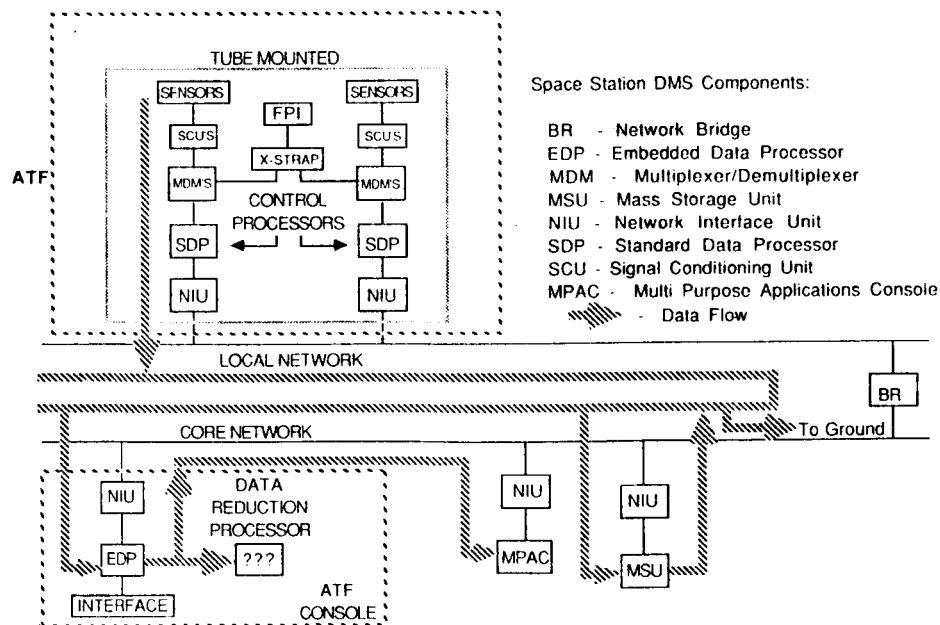 TUBE MOUNTED
SENSORS
SENSORS
FPI
SCU'S
SCU'S
X-STRAP
MDM'S
MDM'S
ATF
CONTROL
PROCESSORS
SDP
SDP
NIU
NIU
Space Station DMS Components:
BR - Network Bridge
EDP - Embedded Data Processor
MDM - Multiplexer/Demultiplexer
MSU - Mass Storage Unit
NIU - Network Interface Unit
SDP - Standard Data Processor
SCU - Signal Conditioning Unit
MPAC - Multi Purpose Applications Console
- Data Flow
LOCAL NETWORK
BR
To Ground
CORE NETWORK
NIU
DATA
REDUCTION
PROCESSOR
EDP
???
INTERFACE
ATF
CONSOLE
NIU
MPAC
NIU
MSU